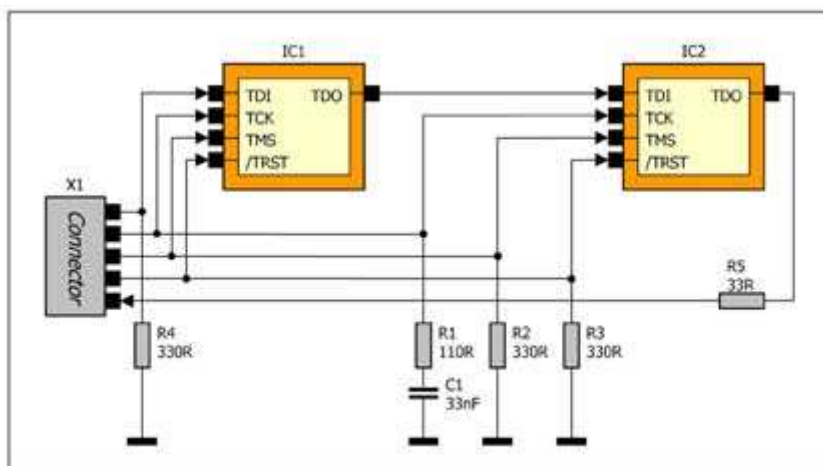 IC1
IC2
TDI TDO
TCK
TMS
/TRST
TDI TDO
TCK
TMS
/TRST
X1
Connector
R5
33R
R4
330R
R1
110R
R2
330R
R3
330R
C1
33nF